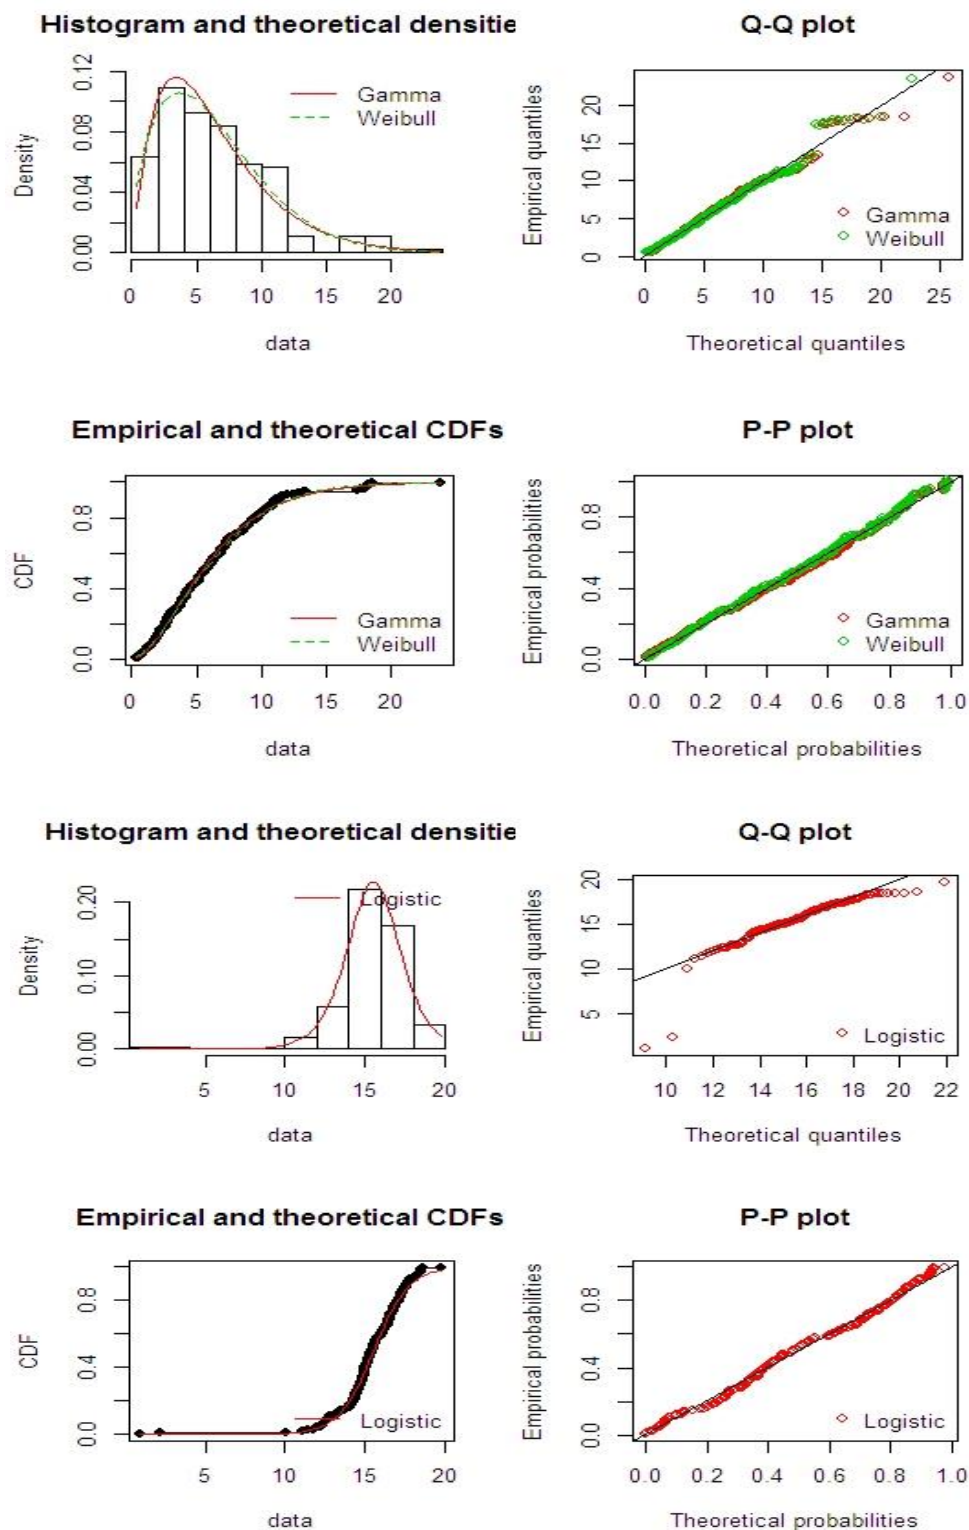 Histogram and theoretical densitie
Density
0.00 0.04 0.08 0.12
Gamma
Weibull
0 5 10 15 20
data
Q-Q plot
Empirical quantiles
0 5 10 15 20
Gamma
Weibull
0 5 10 15 20 25
Theoretical quantiles
Empirical and theoretical CDFs
CDF
0.0 0.4 0.8
Gamma
Weibull
0 5 10 15 20
data
P-P plot
Empirical probabilities
0.0 0.4 0.8
Gamma
Weibull
0.0 0.2 0.4 0.6 0.8 1.0
Theoretical probabilities
Histogram and theoretical densitie
Density
0.00 0.10 0.20
Logistic
5 10 15 20
data
Q-Q plot
Empirical quantiles
5 10 15 20
Logistic
10 12 14 16 18 20 22
Theoretical quantiles
Empirical and theoretical CDFs
CDF
0.0 0.4 0.8
Logistic
5 10 15 20
data
P-P plot
Empirical probabilities
0.0 0.4 0.8
Logistic
0.0 0.2 0.4 0.6 0.8 1.0
Theoretical probabilities